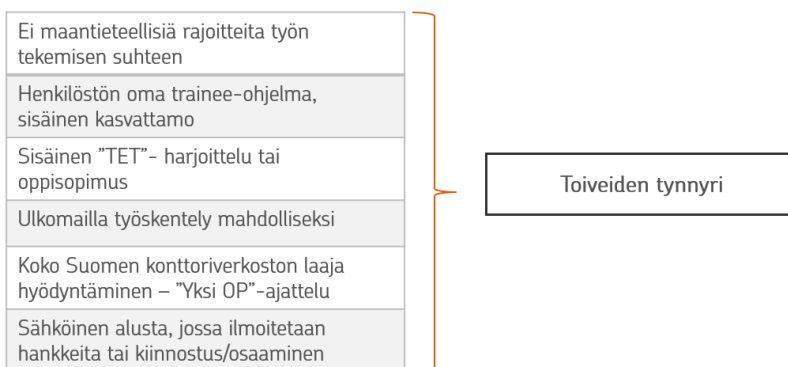 Ei maantieteellisiä rajoitteita työn
tekemisen suhteen
Henkilöstön oma trainee-ohjelma,
sisäinen kasvattamo
Sisäinen ”TET”- harjoittelu tai
oppisopimus
Ulkomailla työskentely mahdolliseksi
Koko Suomen konttoriverkoston laaja
hyödyntäminen – ”Yksi OP”-ajattelu
Sähköinen alusta, jossa ilmoitetaan
hankkeita tai kiinnostus/osaaminen
Toiveiden tynnyri